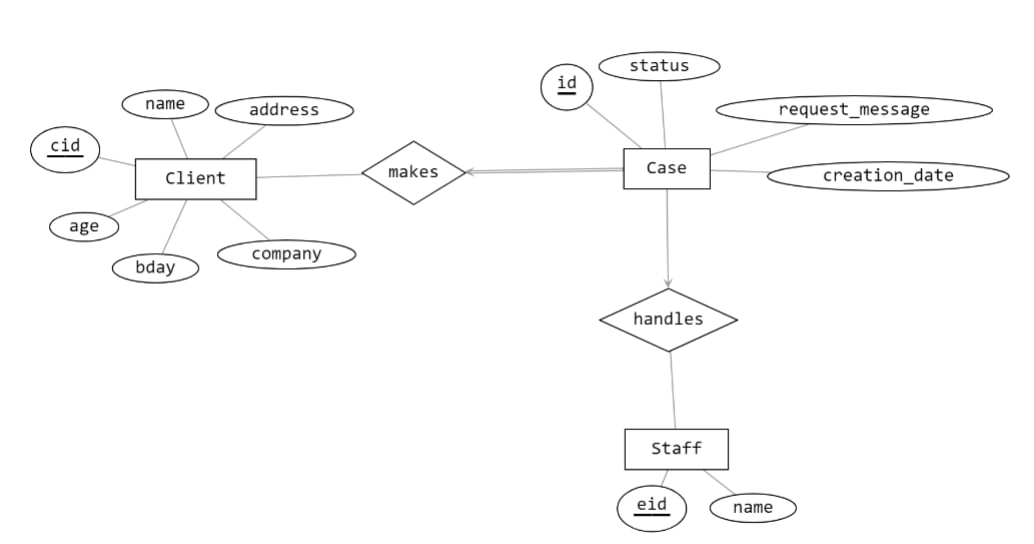 status
id
name
address
request_message
cid
Client
makes
Case
creation_date
age
bday
company
handles
Staff
eid
name